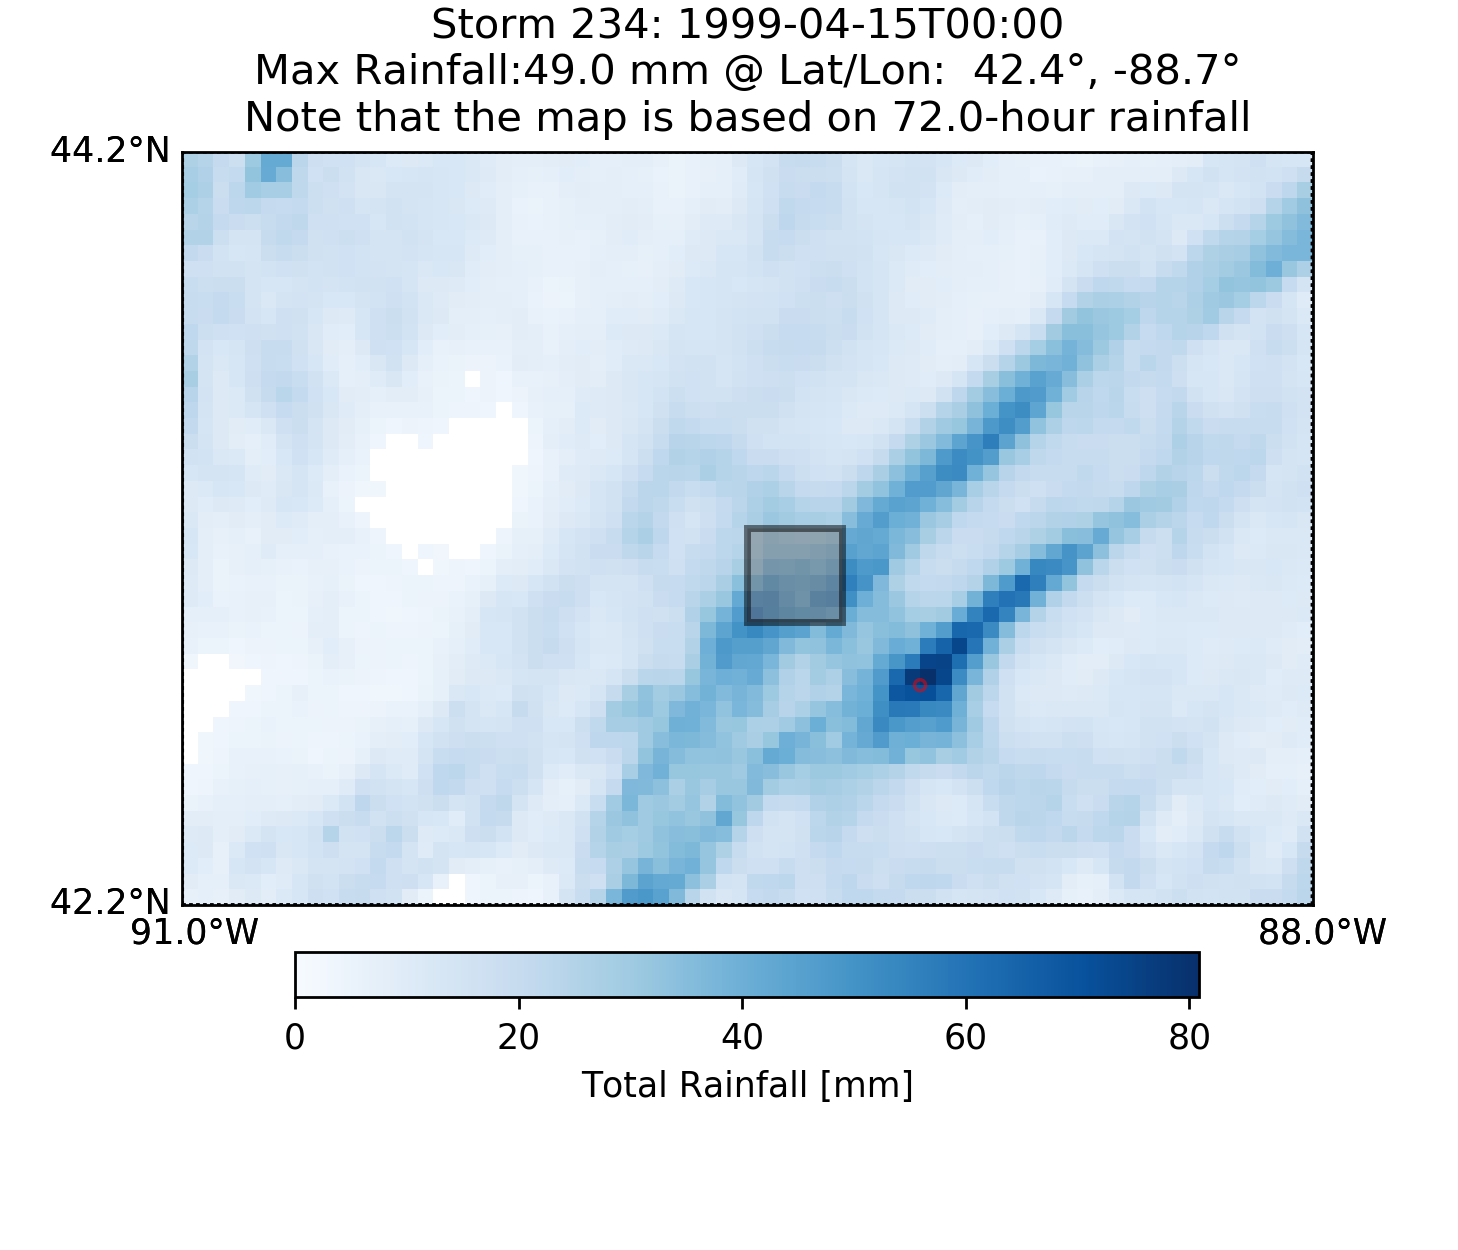 Storm 234: 1999-04-15T00:00
Max Rainfall:49.0 mm @ Lat/Lon:  42.4°, -88.7°
Note that the map is based on 72.0-hour rainfall
44.2°N
42.2°N
91.0°W 88.0°W
0 20 40 60 80
Total Rainfall [mm]